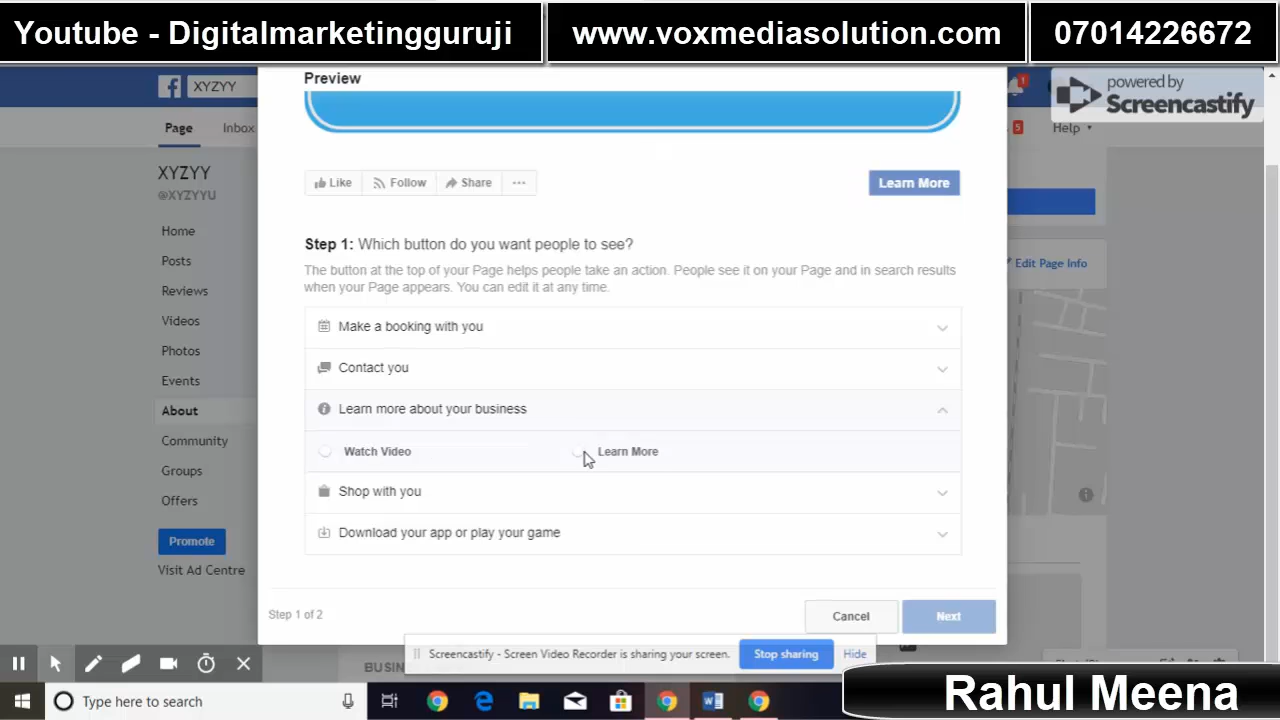 Youtube - Digitalmarketingguruji
www.voxmediasolution.com
07014226672
XYZYY
1
powered by
Screencastify
Page
Inbox
5
Help
Preview
XYZYY
@XYZYYU
Home
Posts
Reviews
Videos
Photos
Events
About
Community
Groups
Offers
Promote
Visit Ad Centre
Like
Follow
Share
Learn More
Edit Page Info
Step 1: Which button do you want people to see?
The button at the top of your Page helps people take an action. People see it on your Page and in search results
when your Page appears. You can edit it at any time.
Make a booking with you
Contact you
Learn more about your business
Watch Video
Learn More
Shop with you
Download your app or play your game
Step 1 of 2
Cancel
Next
BUSIN
Screencastify - Screen Video Recorder is sharing your screen.
Stop sharing
Hide
Type here to search
Rahul Meena